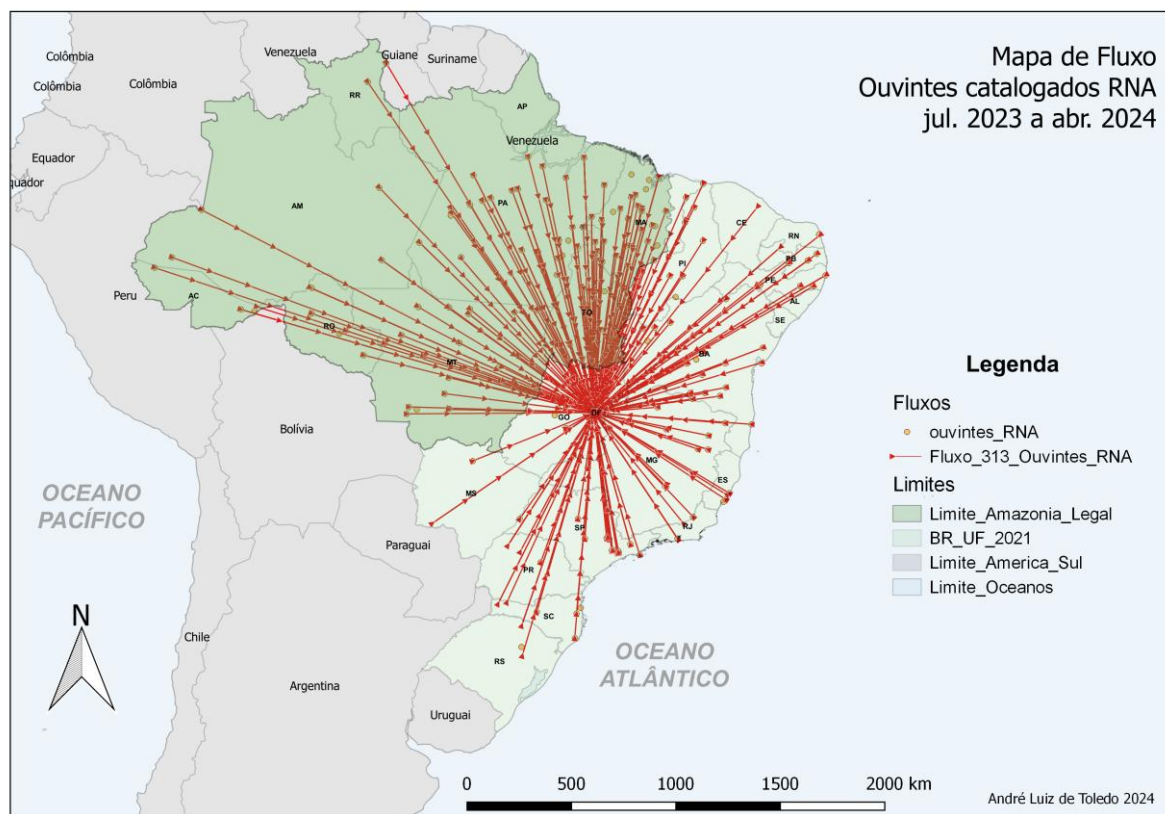 Mapa de Fluxo
Ouvintes catalogados RNA
jul. 2023 a abr. 2024
Colômbia
Colômbia
Colômbia
Colômbia
Venezuela
Guiane
Suriname
Equador
quador
RR
AP
Venezuela
AM
PA
MA
CE
RN
PB
PE
AL
SE
PI
Peru
AC
RO
TO
BA
MT
GO
DF
MG
ES
Bolívia
MS
SP
RJ
Paraguai
PR
SC
RS
Chile
Argentina
Uruguai
OCEANO
PACÍFICO
OCEANO
ATLÂNTICO
N
Legenda
Fluxos
ouvintes_RNA
Fluxo_313_Ouvintes_RNA
Limites
Limite_Amazonia_Legal
BR_UF_2021
Limite_America_Sul
Limite_Oceanos
0 500 1000 1500 2000 km
André Luiz de Toledo 2024